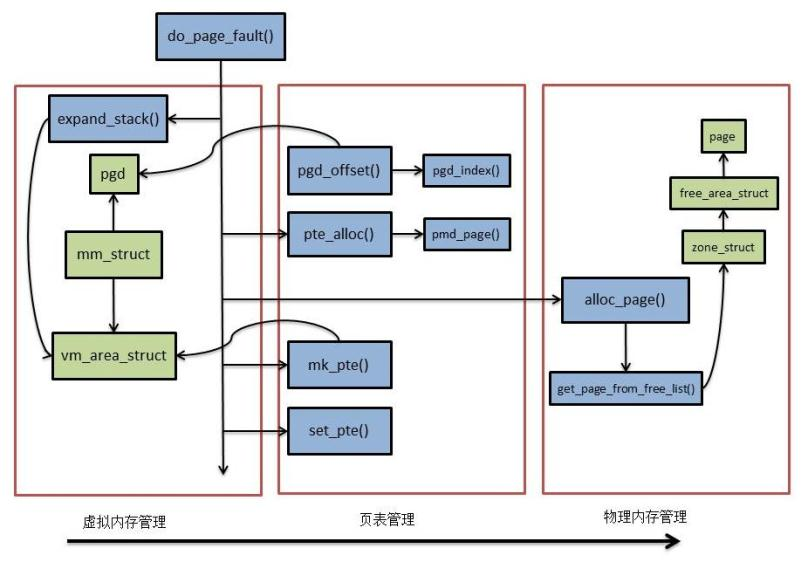 do_page_fault()
expand_stack()
pgd
mm_struct
vm_area_struct
pgd_offset()
pgd_index()
pte_alloc()
pmd_page()
mk_pte()
set_pte()
page
free_area_struct
zone_struct
alloc_page()
get_page_from_free_list()
虚拟内存管理
页表管理
物理内存管理